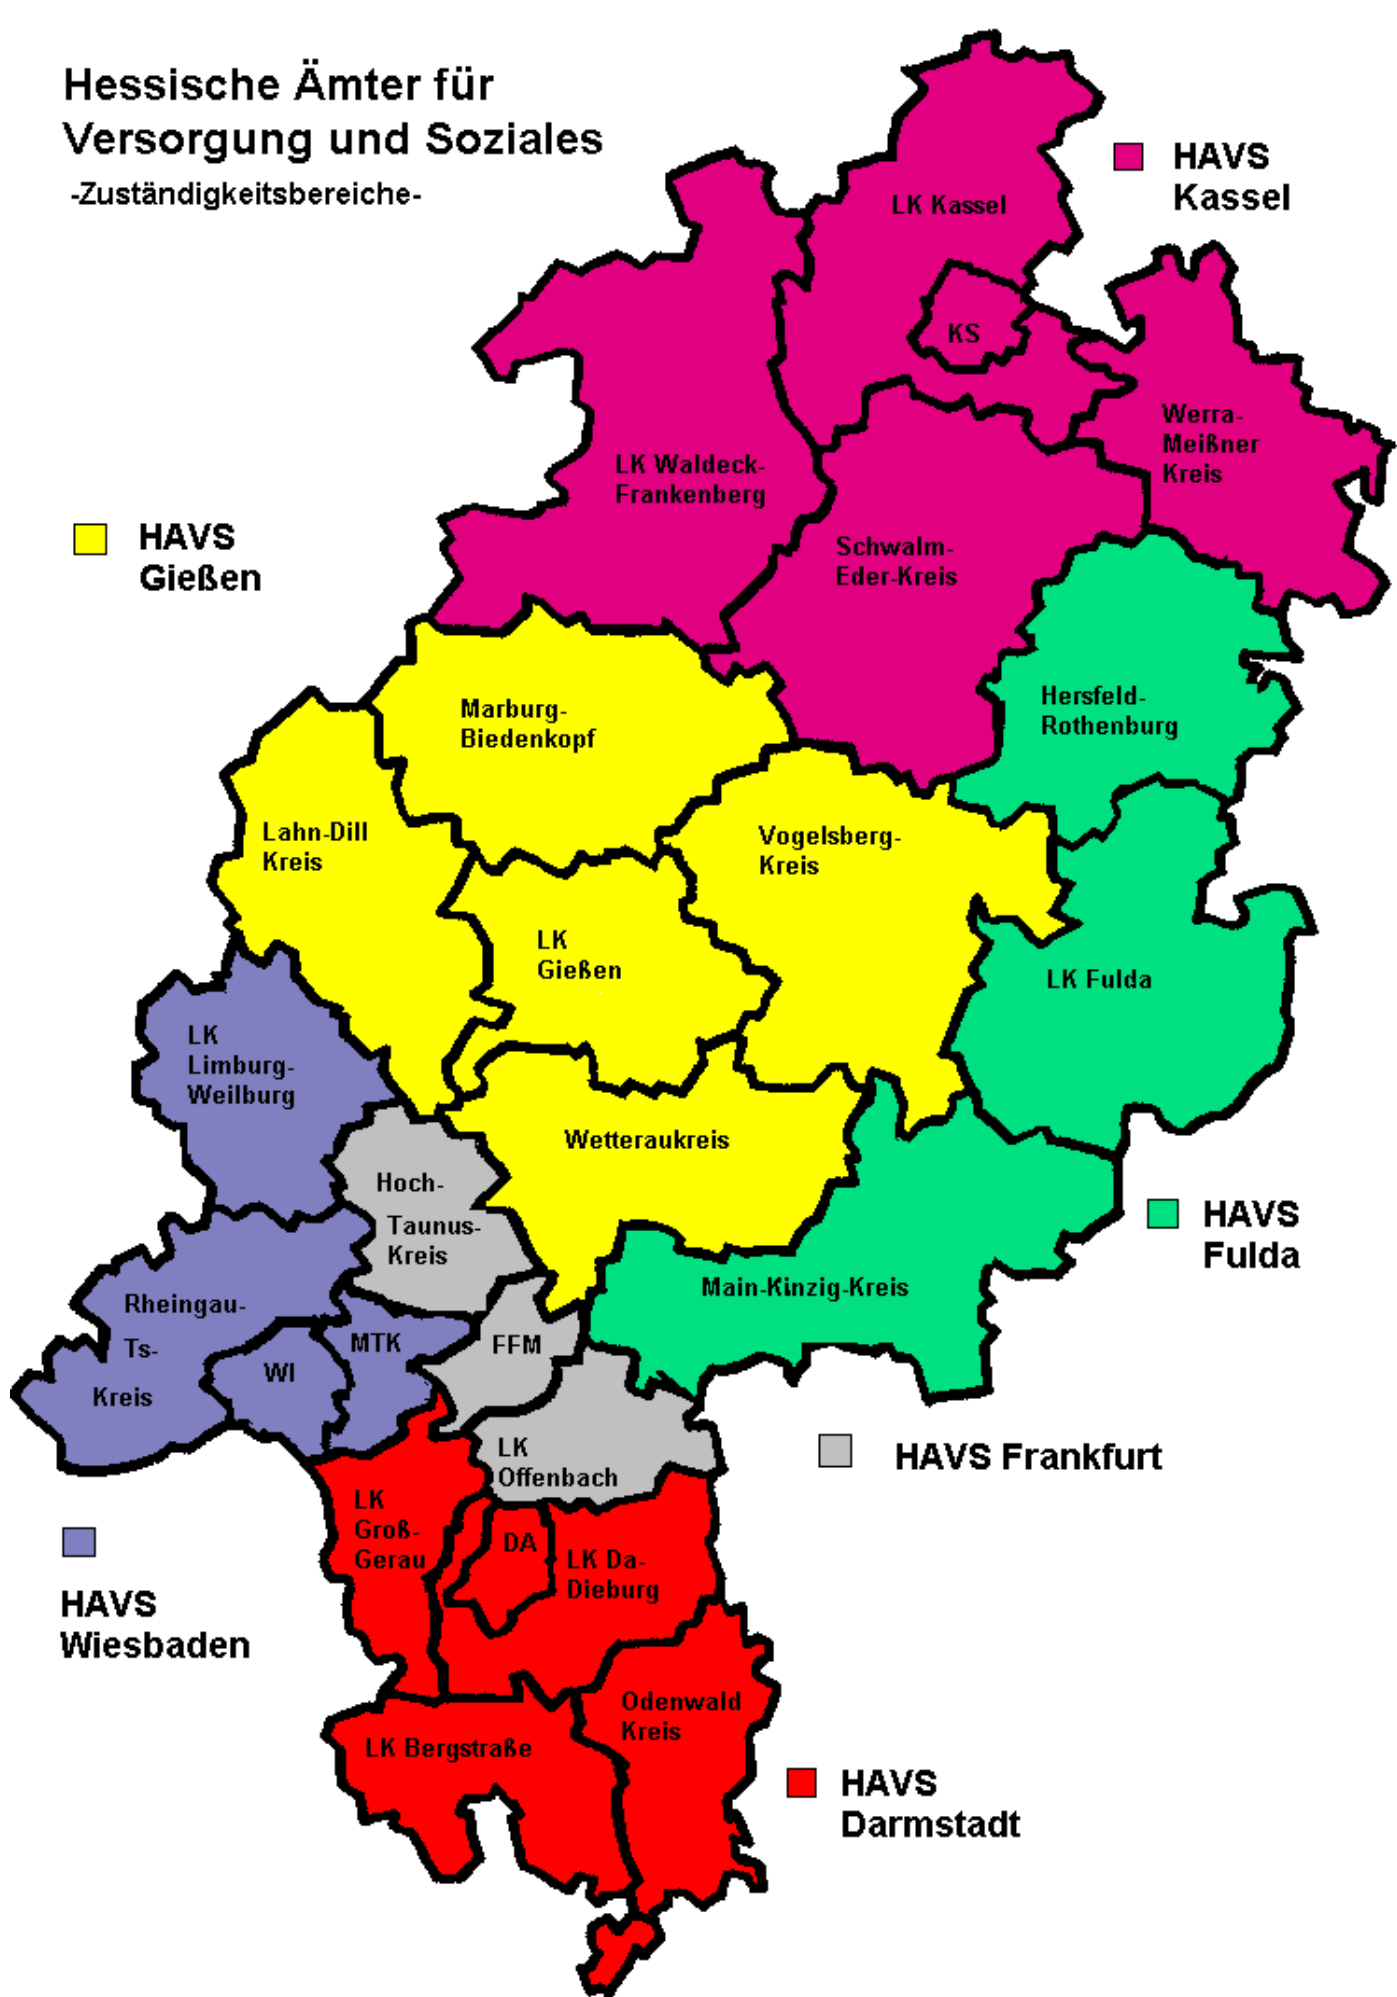 Hessische Ämter für
Versorgung und Soziales
-Zuständigkeitsbereiche-
HAVS
Kassel
LK Kassel
KS
Werra-
Meißner
Kreis
LK Waldeck-
Frankenberg
Schwalm-
Eder-Kreis
HAVS
Gießen
Hersfeld-
Rothenburg
Marburg-
Biedenkopf
Lahn-Dill
Kreis
Vogelsberg-
Kreis
LK
Gießen
LK Fulda
LK
Limburg-
Weilburg
Wetteraukreis
Hoch-
Taunus-
Kreis
HAVS
Fulda
Main-Kinzig-Kreis
Rheingau-
Ts-
Kreis
WI
MTK
FFM
HAVS Frankfurt
LK
Offenbach
LK
Groß-
Gerau
DA
LK Da-
Dieburg
HAVS
Wiesbaden
Odenwald
Kreis
LK Bergstraße
HAVS
Darmstadt